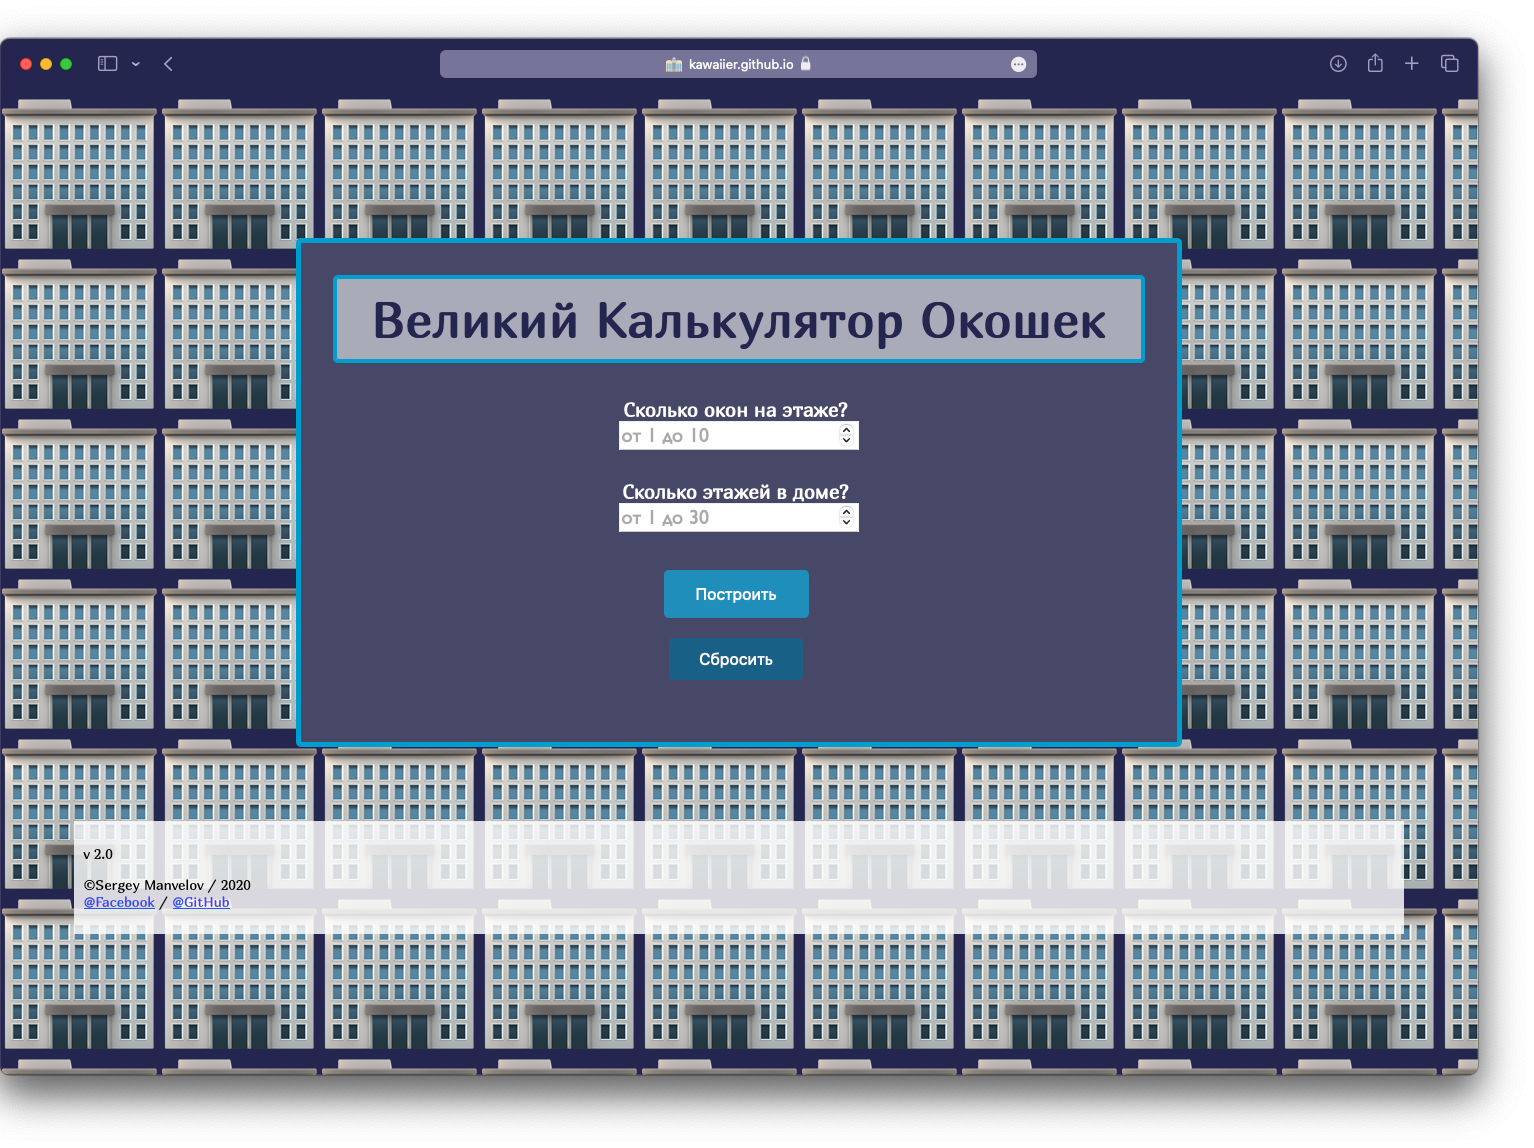 kawaiier.github.io
Великий Калькулятор Окошек
Сколько окон на этаже?
от 1 до 10
Сколько этажей в доме?
от 1 до 30
Построить
Сбросить
v 2.0
©Sergey Manvelov / 2020
@Facebook / @GitHub